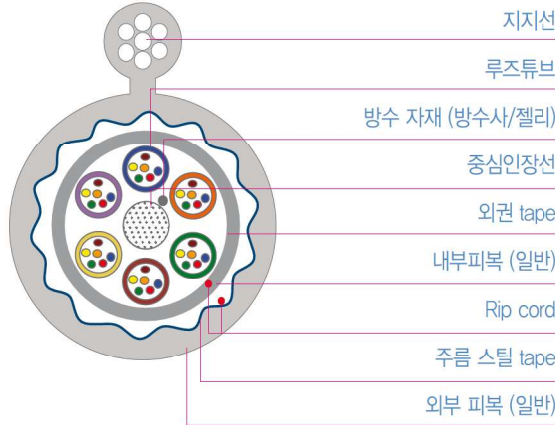 지지선
루즈튜브
방수 자재 (방수사/젤리)
중심인장선
외권 tape
내부피복 (일반)
Rip cord
주름 스틸 tape
외부 피복 (일반)